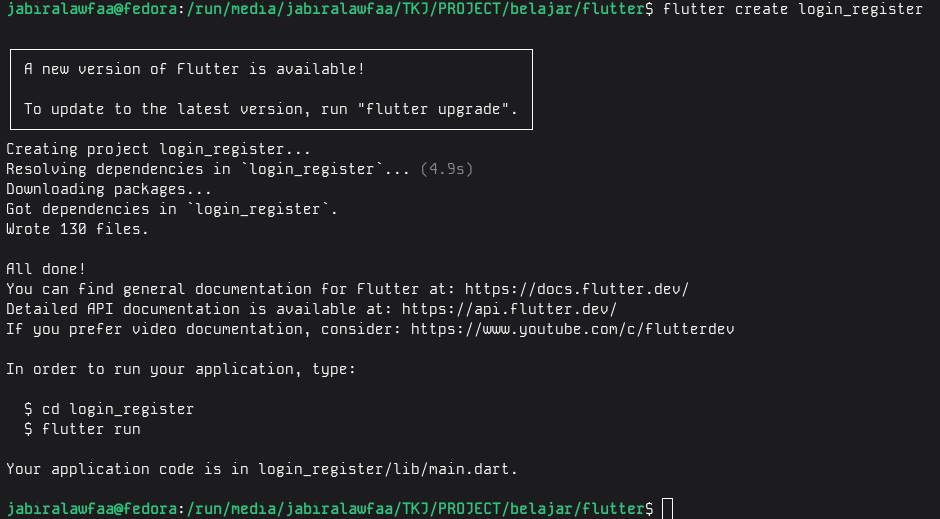 jabiralawfaa@fedora:/run/media/jabiralawfaa/TKJ/PROJECT/belajar/flutter$ flutter create login_register
A new version of Flutter is available!
To update to the latest version, run "flutter upgrade".
Creating project login_register...
Resolving dependencies in `login_register`... (4.9s)
Downloading packages...
Got dependencies in `login_register`.
Wrote 130 files.
All done!
You can find general documentation for Flutter at: https://docs.flutter.dev/
Detailed API documentation is available at: https://api.flutter.dev/
If you prefer video documentation, consider: https://www.youtube.com/c/flutterdev
In order to run your application, type:
$ cd login_register
$ flutter run
Your application code is in login_register/lib/main.dart.
jabiralawfaa@fedora:/run/media/jabiralawfaa/TKJ/PROJECT/belajar/flutter$